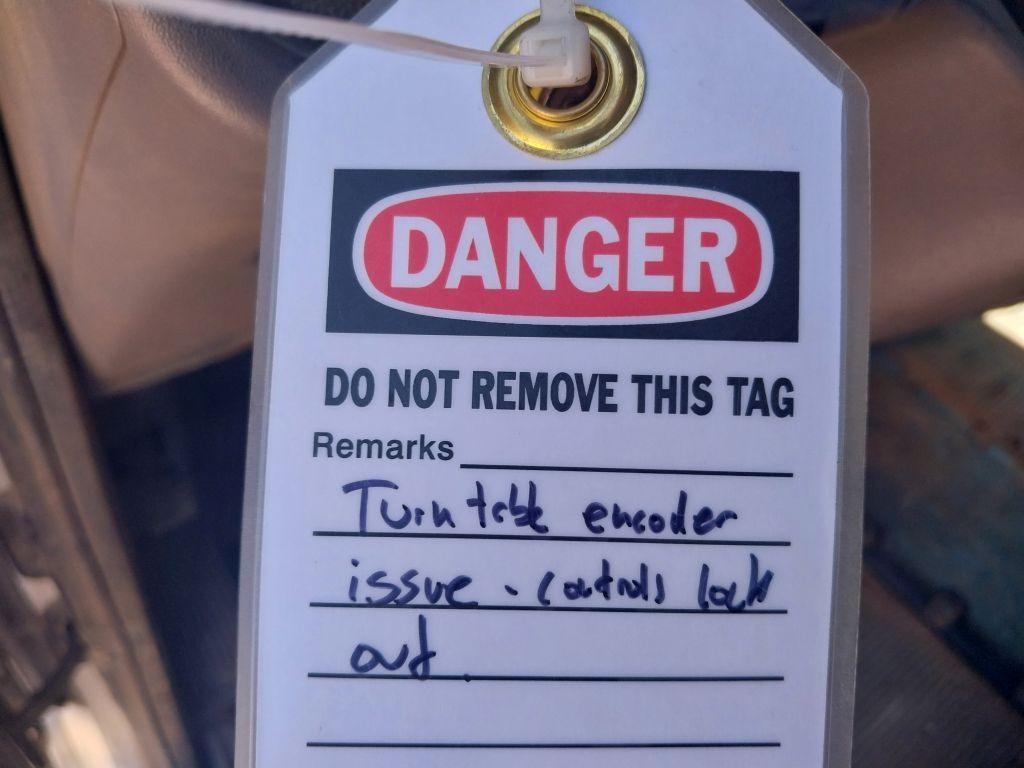 DANGER
DO NOT REMOVE THIS TAG
Remarks
Turntable encoder
issue. controls lock
out.